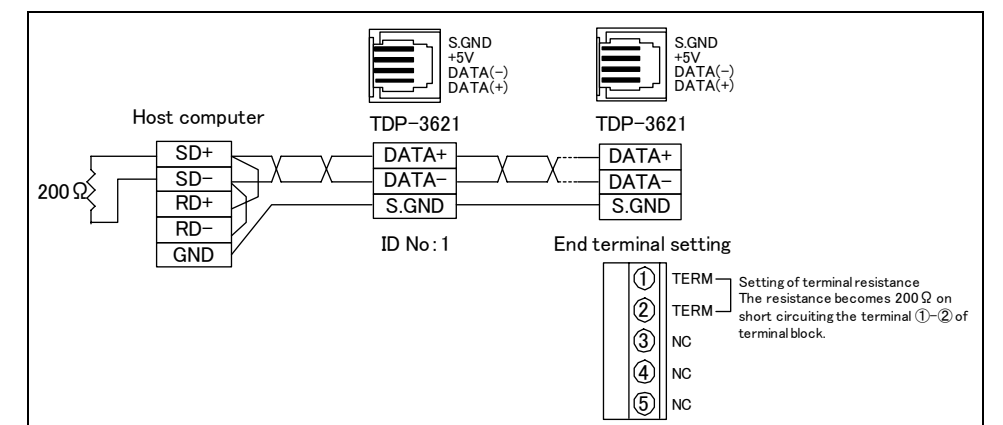 S.GND
+5V
DATA(-)
DATA(+)
S.GND
+5V
DATA(-)
DATA(+)
Host computer
TDP-3621
TDP-3621
200Ω
SD+
SD-
RD+
RD-
GND
DATA+
DATA-
S.GND
DATA+
DATA-
S.GND
ID No:1
End terminal setting
① TERM
② TERM
③ NC
④ NC
⑤ NC
Setting of terminal resistance
The resistance becomes 200Ω on
short circuiting the terminal ①-② of
terminal block.